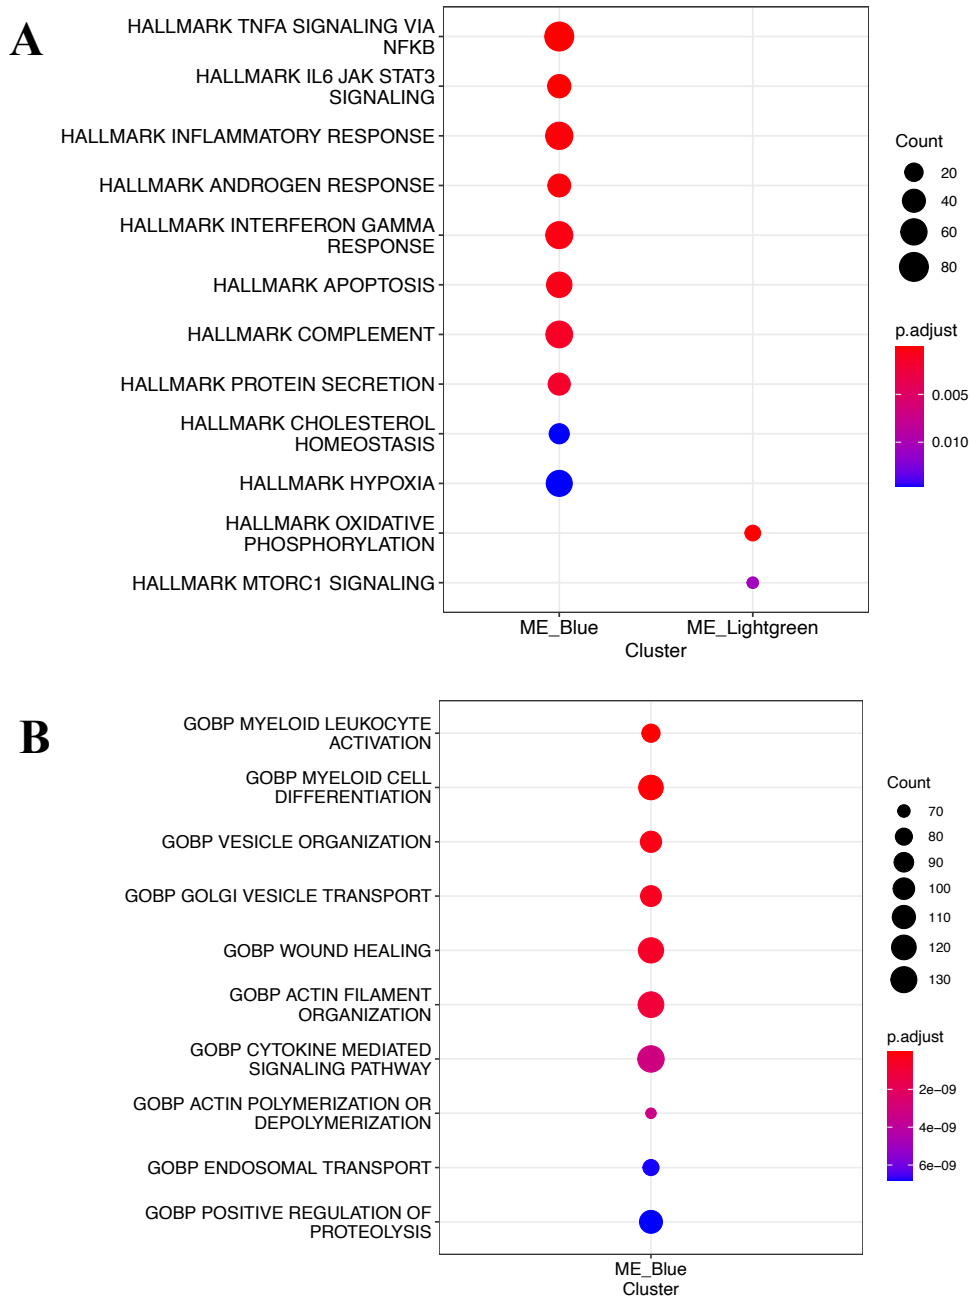 A
HALLMARK TNFA SIGNALING VIA
NFKB
HALLMARK IL6 JAK STAT3
SIGNALING
HALLMARK INFLAMMATORY RESPONSE
HALLMARK ANDROGEN RESPONSE
HALLMARK INTERFERON GAMMA
RESPONSE
HALLMARK APOPTOSIS
HALLMARK COMPLEMENT
HALLMARK PROTEIN SECRETION
HALLMARK CHOLESTEROL
HOMEOSTASIS
HALLMARK HYPOXIA
HALLMARK OXIDATIVE
PHOSPHORYLATION
HALLMARK MTORC1 SIGNALING
ME_Blue
ME_Lightgreen
Cluster
Count
20
40
60
80
p.adjust
0.005
0.010
B
GOBP MYELOID LEUKOCYTE
ACTIVATION
GOBP MYELOID CELL
DIFFERENTIATION
GOBP VESICLE ORGANIZATION
GOBP GOLGI VESICLE TRANSPORT
GOBP WOUND HEALING
GOBP ACTIN FILAMENT
ORGANIZATION
GOBP CYTOKINE MEDIATED
SIGNALING PATHWAY
GOBP ACTIN POLYMERIZATION OR
DEPOLYMERIZATION
GOBP ENDOSOMAL TRANSPORT
GOBP POSITIVE REGULATION OF
PROTEOLYSIS
ME_Blue
Cluster
Count
70
80
90
100
110
120
130
p.adjust
2e−09
4e−09
6e−09